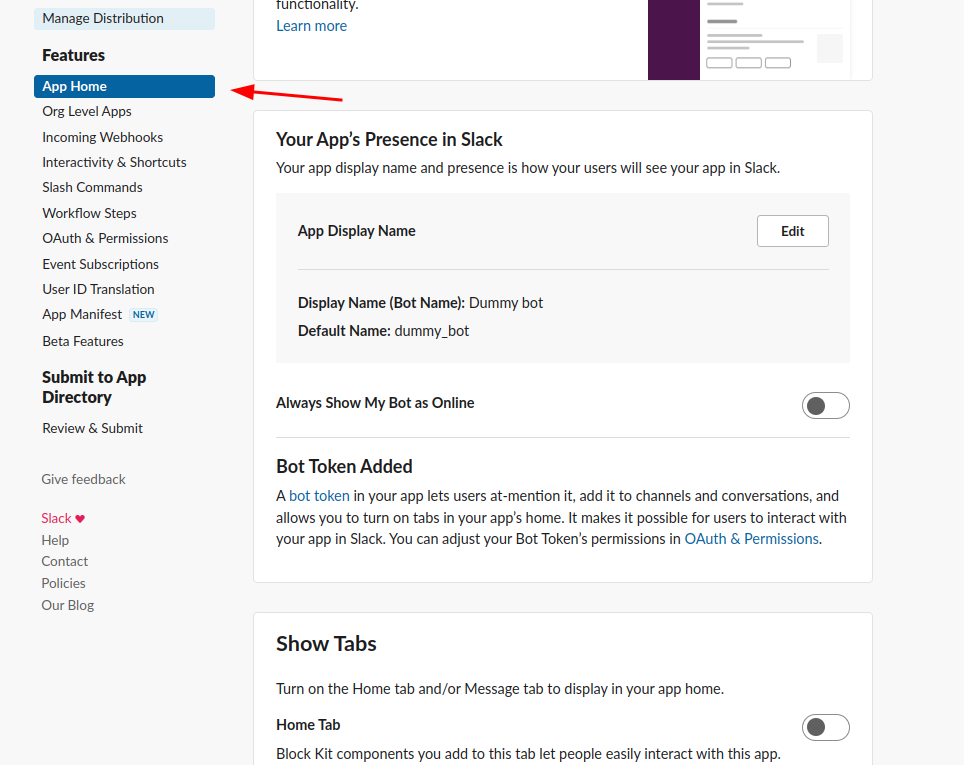 Manage Distribution
Features
App Home
Org Level Apps
Incoming Webhooks
Interactivity & Shortcuts
Slash Commands
Workflow Steps
OAuth & Permissions
Event Subscriptions
User ID Translation
App Manifest NEW
Beta Features
Submit to App
Directory
Review & Submit
Give feedback
Slack ♥
Help
Contact
Policies
Our Blog
functionality.
Learn more
Your App’s Presence in Slack
Your app display name and presence is how your users will see your app in Slack.
App Display Name
Edit
Display Name (Bot Name): Dummy bot
Default Name: dummy_bot
Always Show My Bot as Online
Bot Token Added
A bot token in your app lets users at-mention it, add it to channels and conversations, and
allows you to turn on tabs in your app’s home. It makes it possible for users to interact with
your app in Slack. You can adjust your Bot Token’s permissions in OAuth & Permissions.
Show Tabs
Turn on the Home tab and/or Message tab to display in your app home.
Home Tab
Block Kit components you add to this tab let people easily interact with this app.